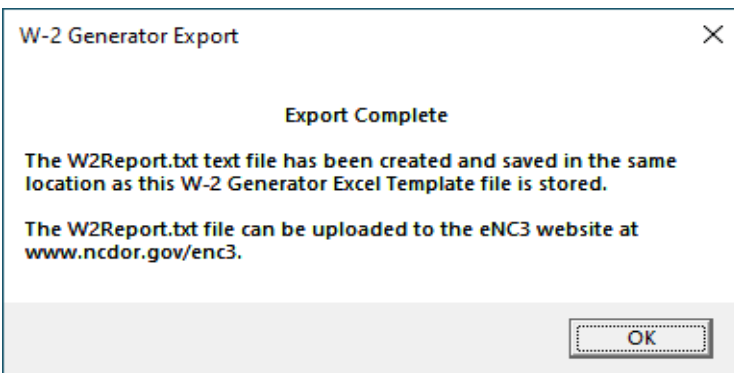 W-2 Generator Export
Export Complete
The W2Report.txt text file has been created and saved in the same
location as this W-2 Generator Excel Template file is stored.
The W2Report.txt file can be uploaded to the eNC3 website at
www.ncdor.gov/enc3.
OK